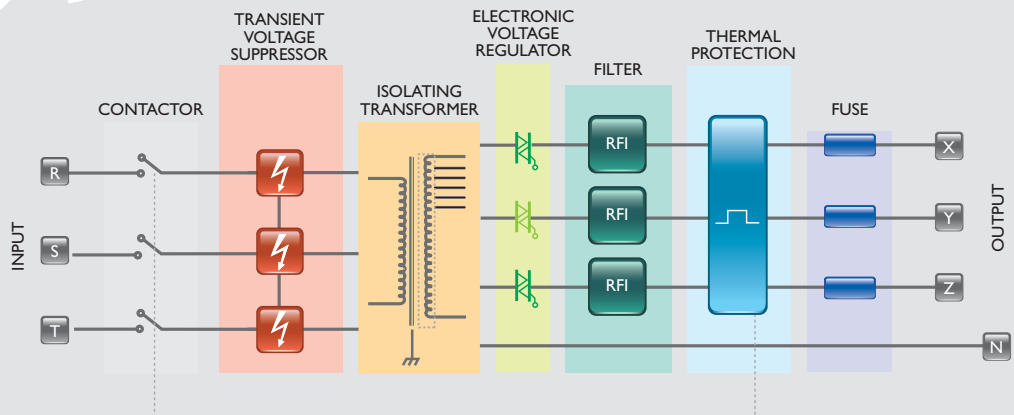 TRANSIENT
VOLTAGE
SUPPRESSOR
ELECTRONIC
VOLTAGE
REGULATOR
THERMAL
PROTECTION
FILTER
ISOLATING
TRANSFORMER
CONTACTOR
FUSE
INPUT
R
S
T
RFI
RFI
RFI
X
Y
Z
N
OUTPUT